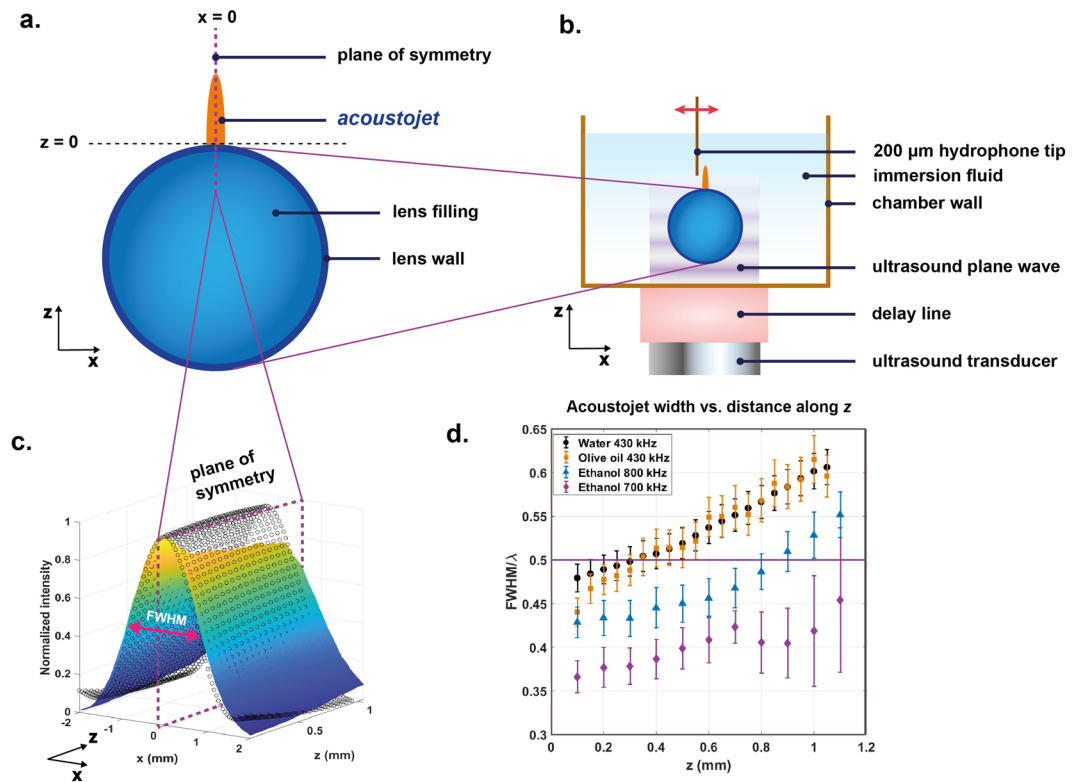 a.
x = 0
plane of symmetry
acoustojet
z = 0
lens filling
lens wall
z
x
b.
200 µm hydrophone tip
immersion fluid
chamber wall
ultrasound plane wave
delay line
ultrasound transducer
z
x
c.
plane of
symmetry
Normalized intensity
1
0.8
0.6
0.4
0.2
0
FWHM
-2
-1
0
1
2
x (mm)
0.5
1
z (mm)
z
x
Acoustojet width vs. distance along z
d.
Water 430 kHz
Olive oil 430 kHz
Ethanol 800 kHz
Ethanol 700 kHz
FWHM/λ
0.65
0.6
0.55
0.5
0.45
0.4
0.35
0.3
0
0.2
0.4
0.6
0.8
1
1.2
z (mm)